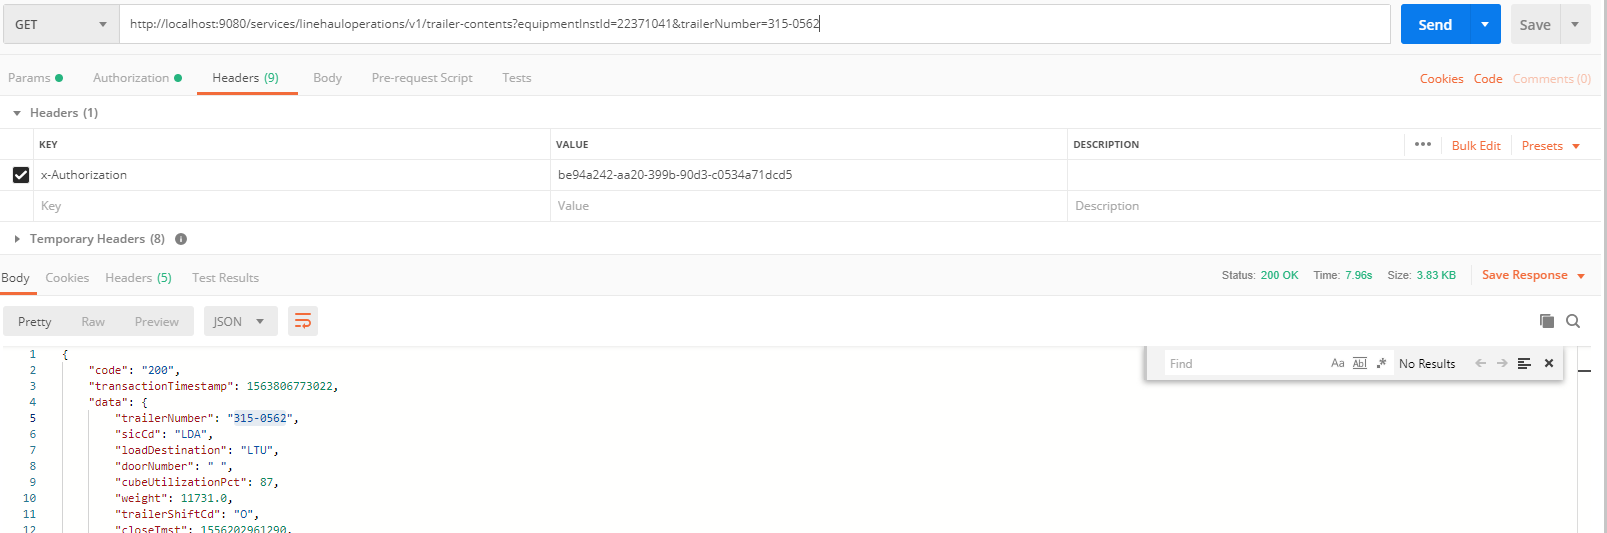 GET http://localhost:9080/services/linehauloperations/v1/trailer-contents?equipmentInstId=22371041&trailerNumber=315-0562 Send Save
Params Authorization Headers (9) Body Pre-request Script Tests Cookies Code Comments (0)
Headers (1)
KEY VALUE DESCRIPTION ••• Bulk Edit Presets
x-Authorization be94a242-aa20-399b-90d3-c0534a71dcd5
Key Value Description
Temporary Headers (8) i
Body Cookies Headers (5) Test Results Status: 200 OK Time: 7.96s Size: 3.83 KB Save Response
Pretty Raw Preview JSON
1 {
Find Aa Abl .* No Results
2 "code": "200",
3 "transactionTimestamp": 1563806773022,
4 "data": {
5 "trailerNumber": "315-0562",
6 "sicCd": "LDA",
7 "loadDestination": "LTU",
8 "doorNumber": " ",
9 "cubeUtilizationPct": 87,
10 "weight": 11731.0,
11 "trailerShiftCd": "O",
12 "closeTmst": 1556202961290,